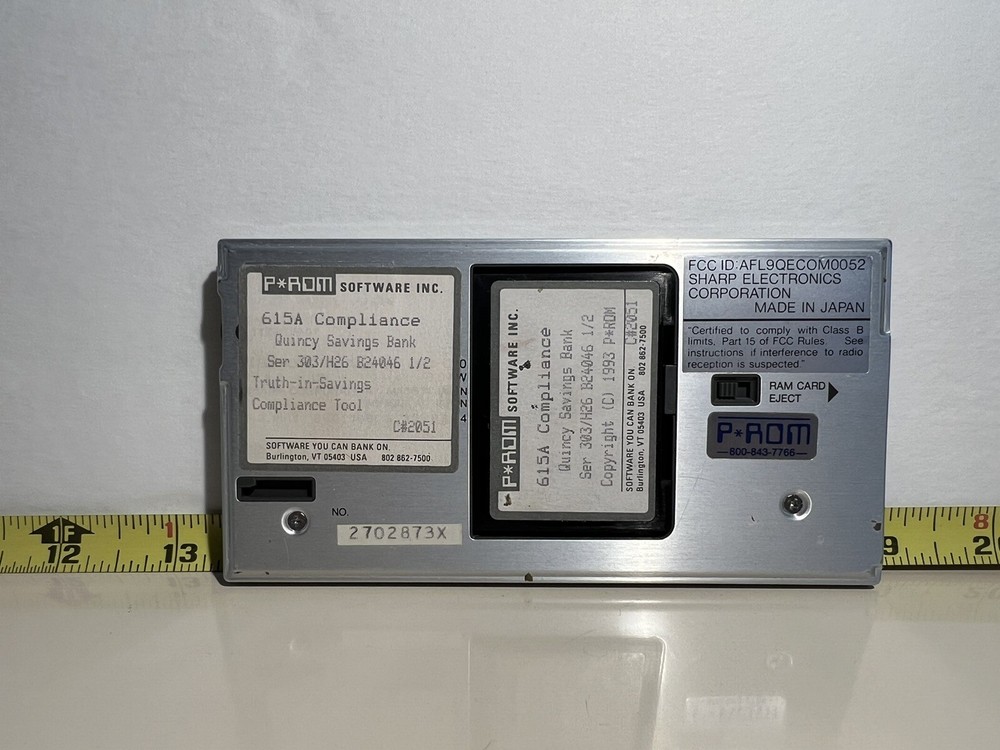 P*ROM SOFTWARE INC.
615A Compliance
Quincy Savings Bank
Ser 303/H26 B24046 1/2
Truth-in-Savings
Compliance Tool
C#2051
SOFTWARE YOU CAN BANK ON.
Burlington, VT 05403 USA 802 862-7500
NO.
2702873X
P*ROM SOFTWARE INC.
615A Compliance
Quincy Savings Bank
Ser 303/H26 B24046 1/2
Copyright (C) 1993 P*ROM
C#2051
SOFTWARE YOU CAN BANK ON.
Burlington, VT 05403 USA 802 862-7500
FCC ID:AFL9QECOM0052
SHARP ELECTRONICS
CORPORATION
MADE IN JAPAN
"Certified to comply with Class B
limits, Part 15 of FCC Rules. See
instructions if interference to radio
reception is suspected."
RAM CARD
EJECT
P*ROM
800-843-7766
1F
12
1
13
9
8